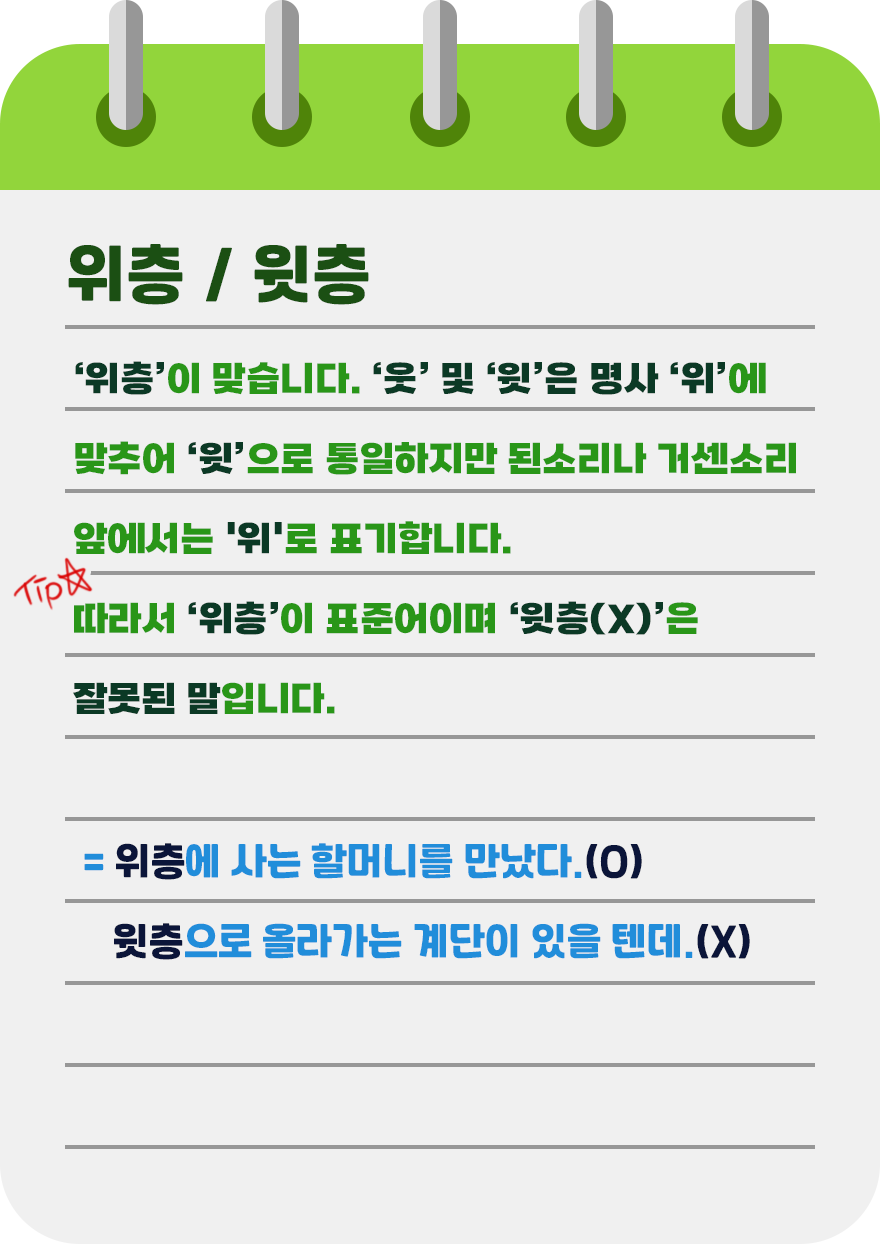 위층 / 윗층
‘위층’이 맞습니다. ‘웃’ 및 ‘윗’은 명사 ‘위’에
맞추어 ‘윗’으로 통일하지만 된소리나 거센소리
앞에서는 '위'로 표기합니다.
Tip☆
따라서 ‘위층’이 표준어이며 ‘윗층(X)’은
잘못된 말입니다.
= 위층에 사는 할머니를 만났다.(O)
윗층으로 올라가는 계단이 있을 텐데.(X)